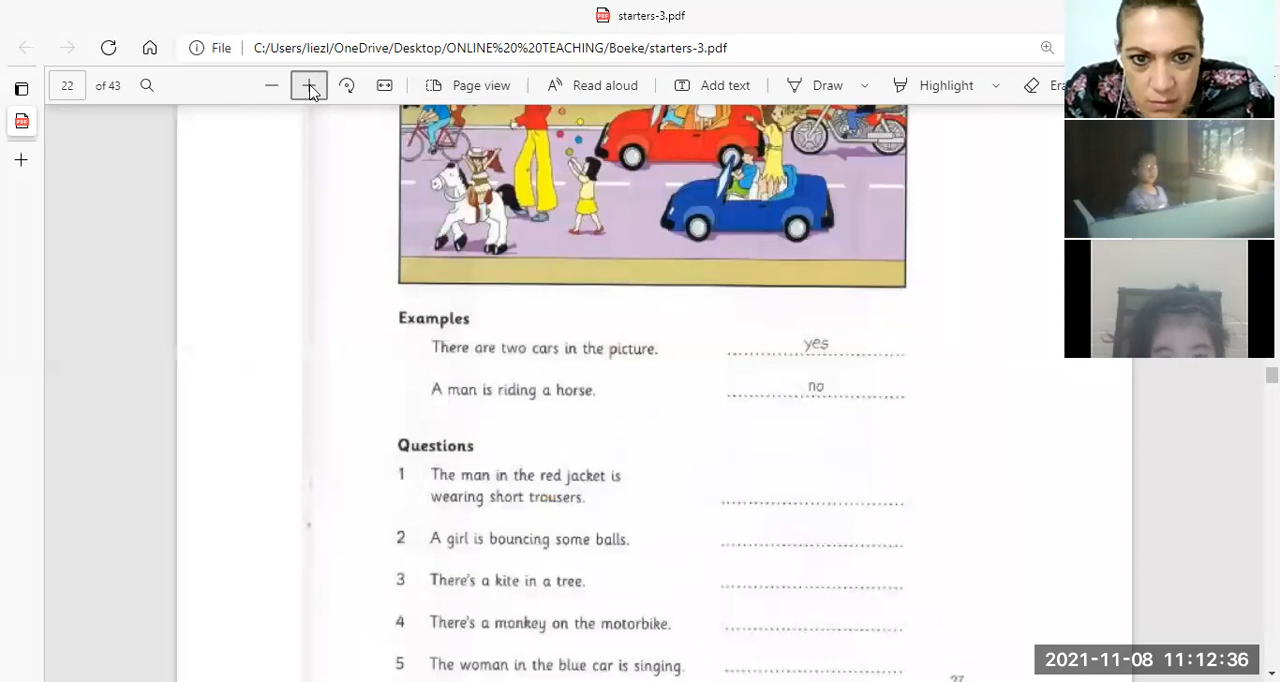 starters-3.pdf
File C:/Users/liezl/OneDrive/Desktop/ONLINE%20%20TEACHING/Boeke/starters-3.pdf
22 of 43 Page view Read aloud Add text Draw Highlight Era
Examples
There are two cars in the picture. yes
A man is riding a horse. no
Questions
1 The man in the red jacket is
wearing short trousers.
2 A girl is bouncing some balls.
3 There's a kite in a tree.
4 There's a monkey on the motorbike.
5 The woman in the blue car is singing.
27
2021-11-08 11:12:36